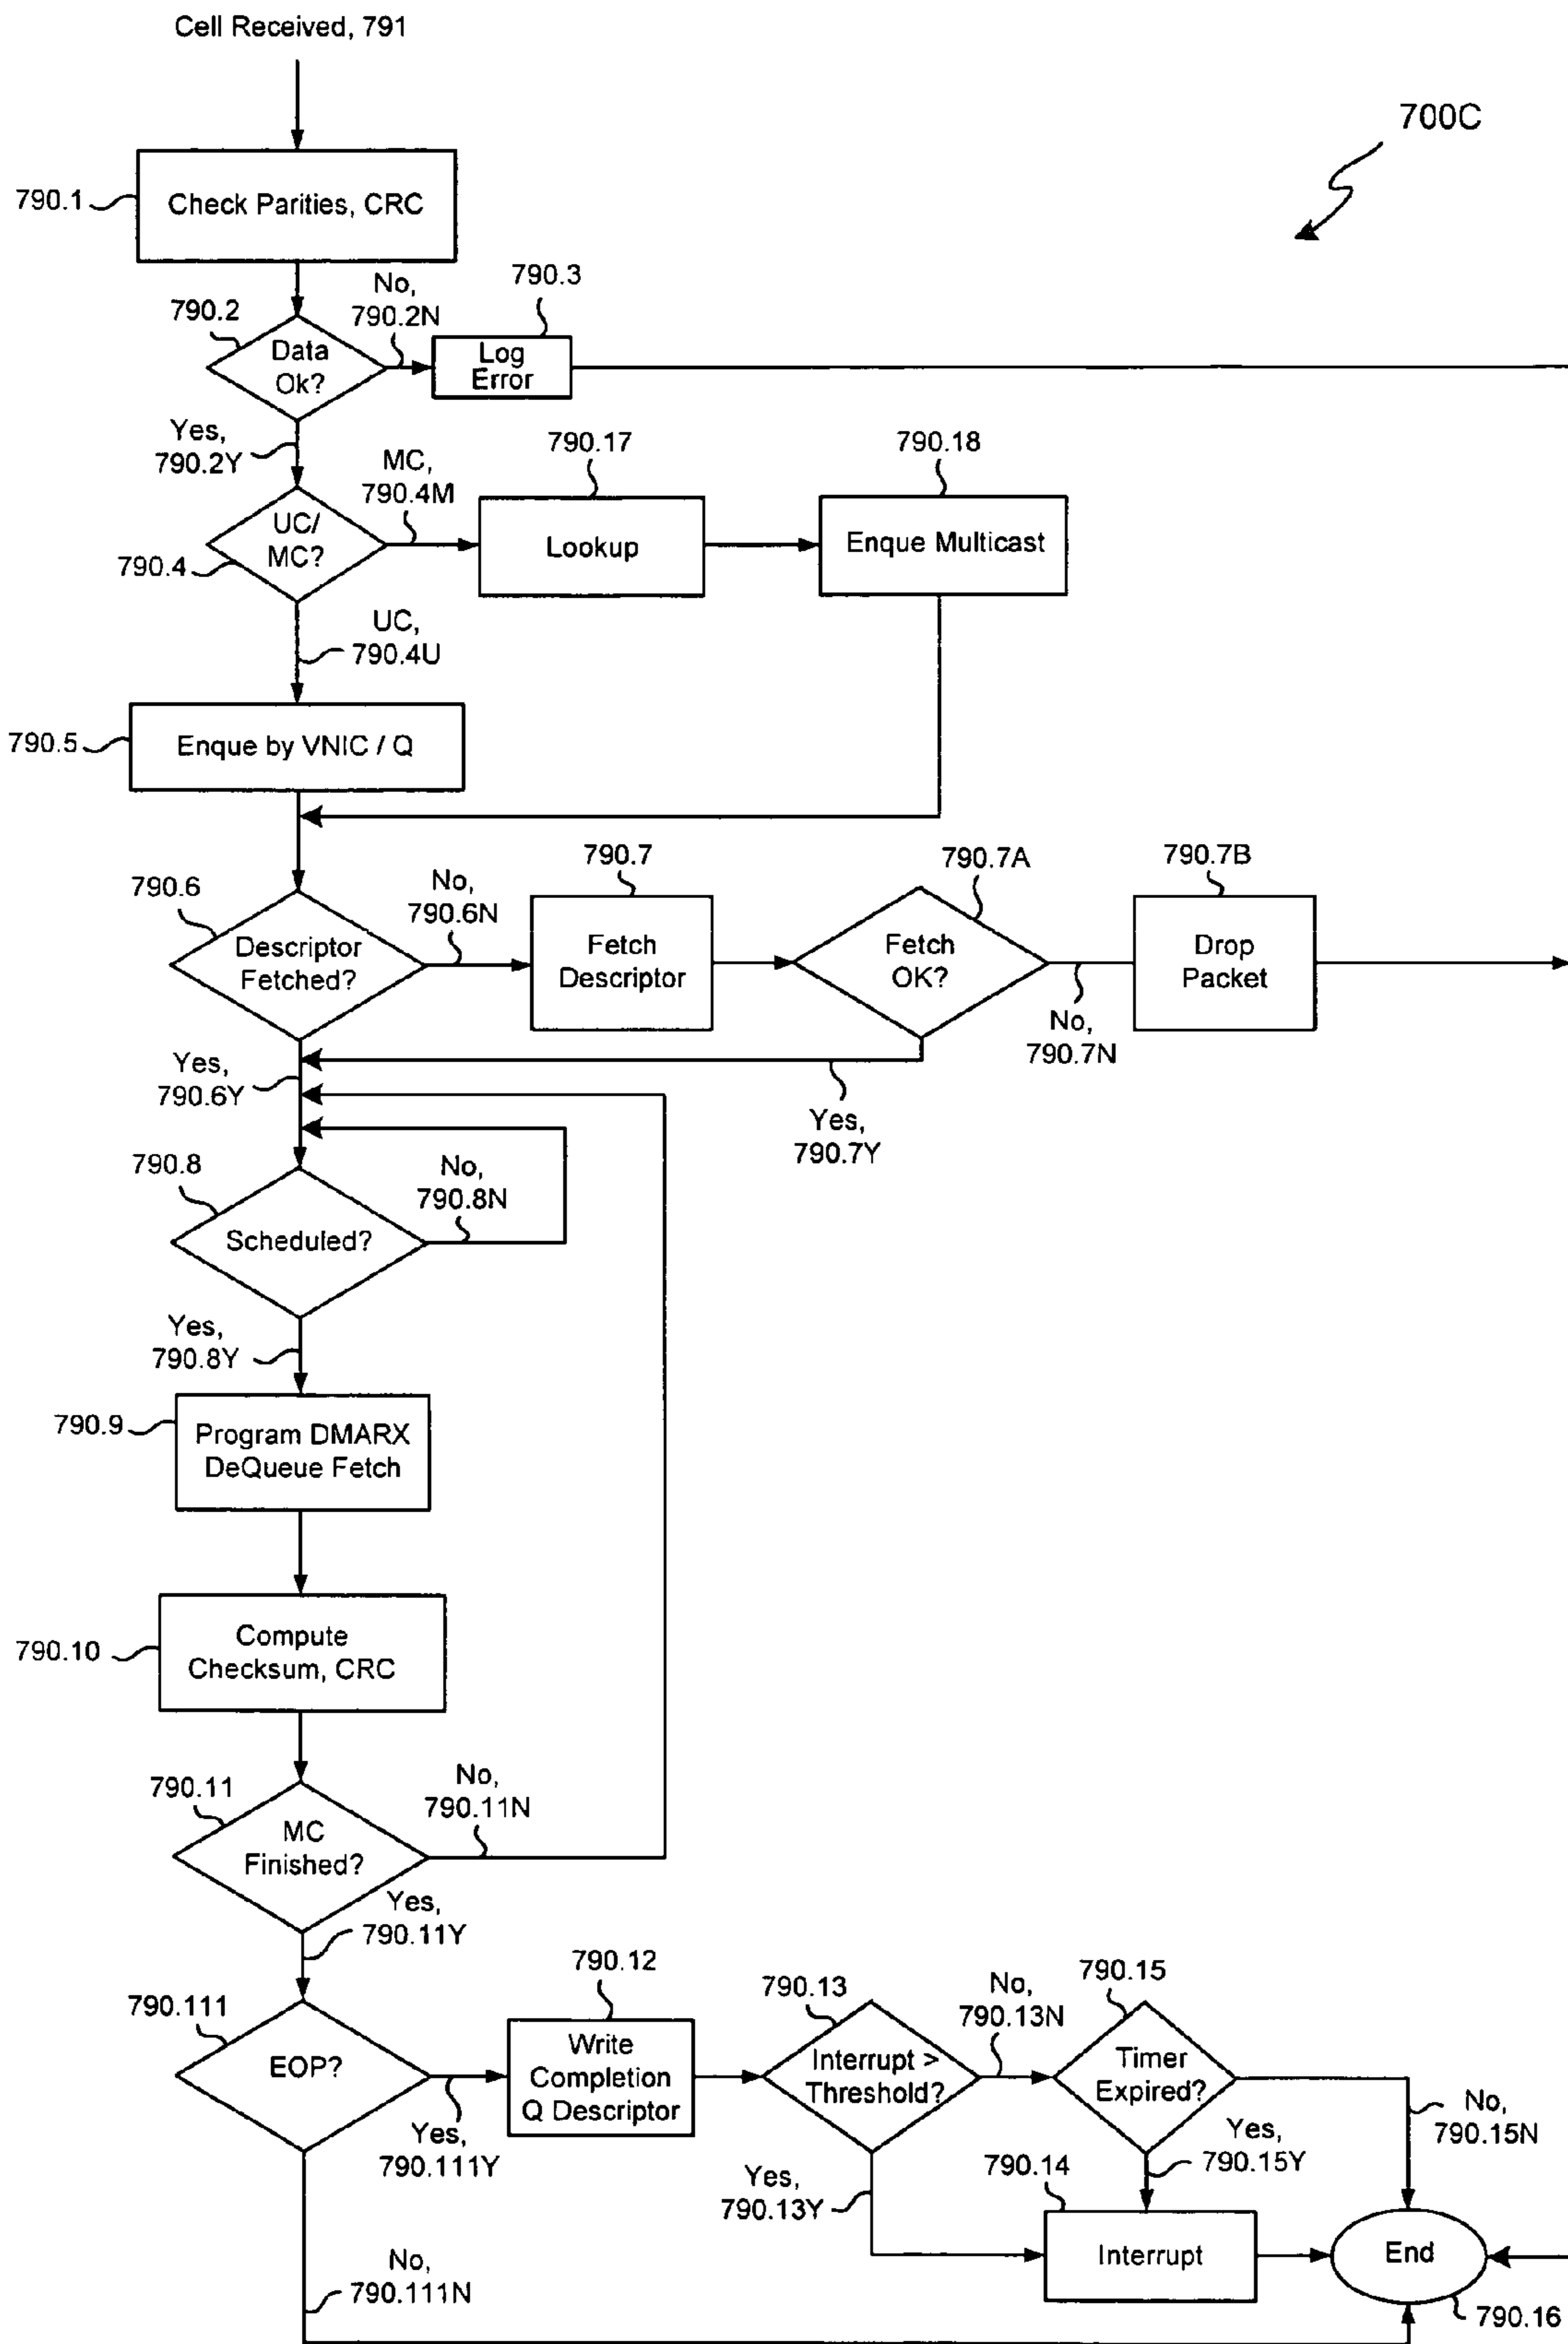 Cell Received, 791
700C
790.1
Check Parities, CRC
790.2
No,
790.2N
790.3
Data
Ok?
Log
Error
Yes,
790.2Y
MC,
790.4M
790.17
790.18
UC/
MC?
790.4
Lookup
Enque Multicast
UC,
790.4U
790.5
Enque by VNIC / Q
790.6
No,
790.6N
790.7
790.7A
790.7B
Descriptor
Fetched?
Fetch
Descriptor
Fetch
OK?
Drop
Packet
No,
790.7N
Yes,
790.6Y
Yes,
790.7Y
790.8
No,
790.8N
Scheduled?
Yes,
790.8Y
790.9
Program DMARX
DeQueue Fetch
790.10
Compute
Checksum, CRC
790.11
No,
790.11N
MC
Finished?
Yes,
790.11Y
790.111
790.12
790.13
No,
790.13N
790.15
EOP?
Write
Completion
Q Descriptor
Interrupt >
Threshold?
Timer
Expired?
Yes,
790.111Y
Yes,
790.13Y
790.14
Yes,
790.15Y
No,
790.15N
Interrupt
End
No,
790.111N
790.16